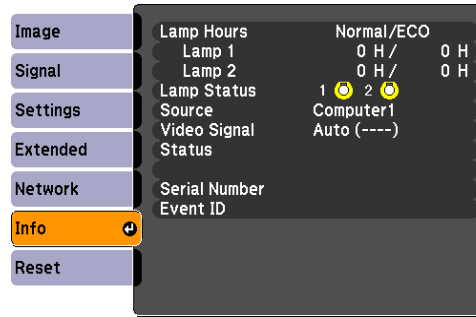 Image
Signal
Settings
Extended
Network
Info
Reset
Lamp Hours Normal/ECO
Lamp 1 0 H/ 0 H
Lamp 2 0 H/ 0 H
Lamp Status 1 2
Source Computer1
Video Signal Auto (----)
Status
Serial Number
Event ID